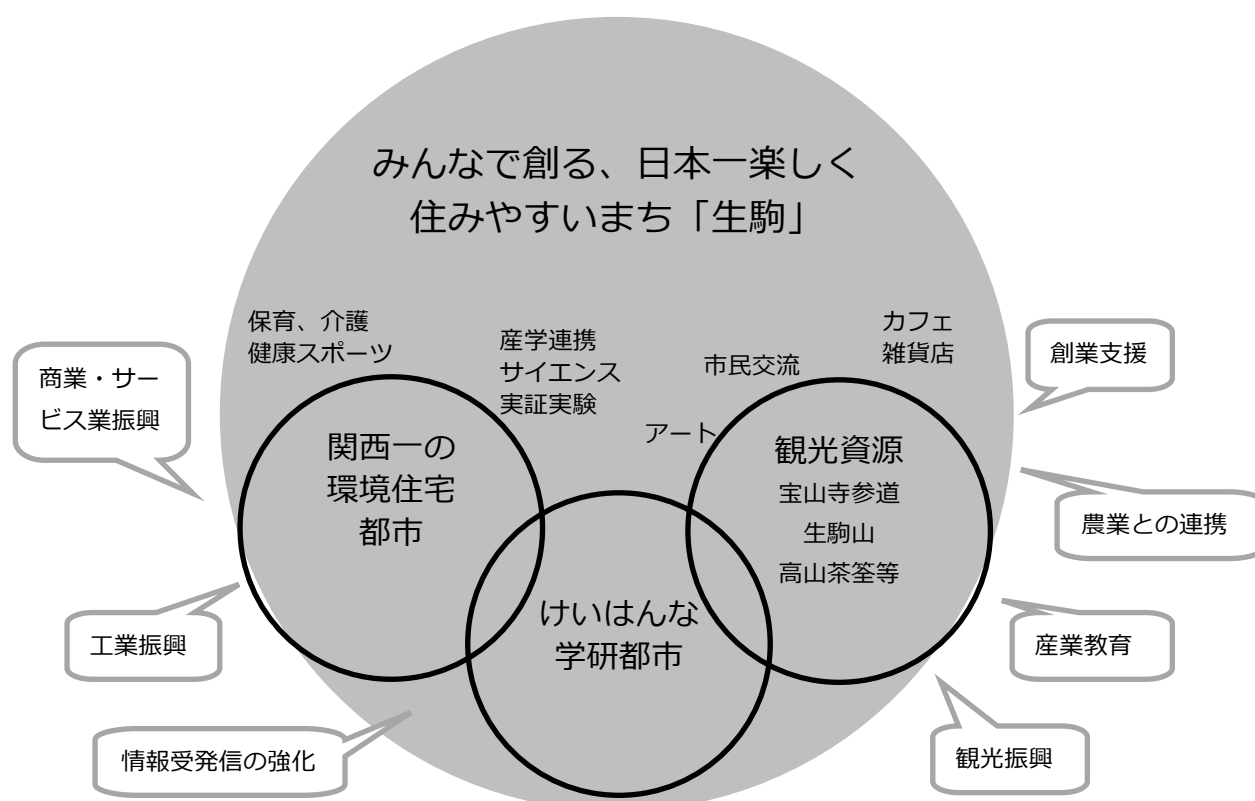 みんなで創る、日本一楽しく
住みやすいまち「生駒」
保育、介護
健康スポーツ
産学連携
サイエンス
実証実験
市民交流
アート
カフェ
雑貨店
創業支援
商業・サー
ビス業振興
関西一の
環境住宅
都市
観光資源
宝山寺参道
生駒山
高山茶筌等
農業との連携
けいはんな
学研都市
工業振興
産業教育
情報受発信の強化
観光振興